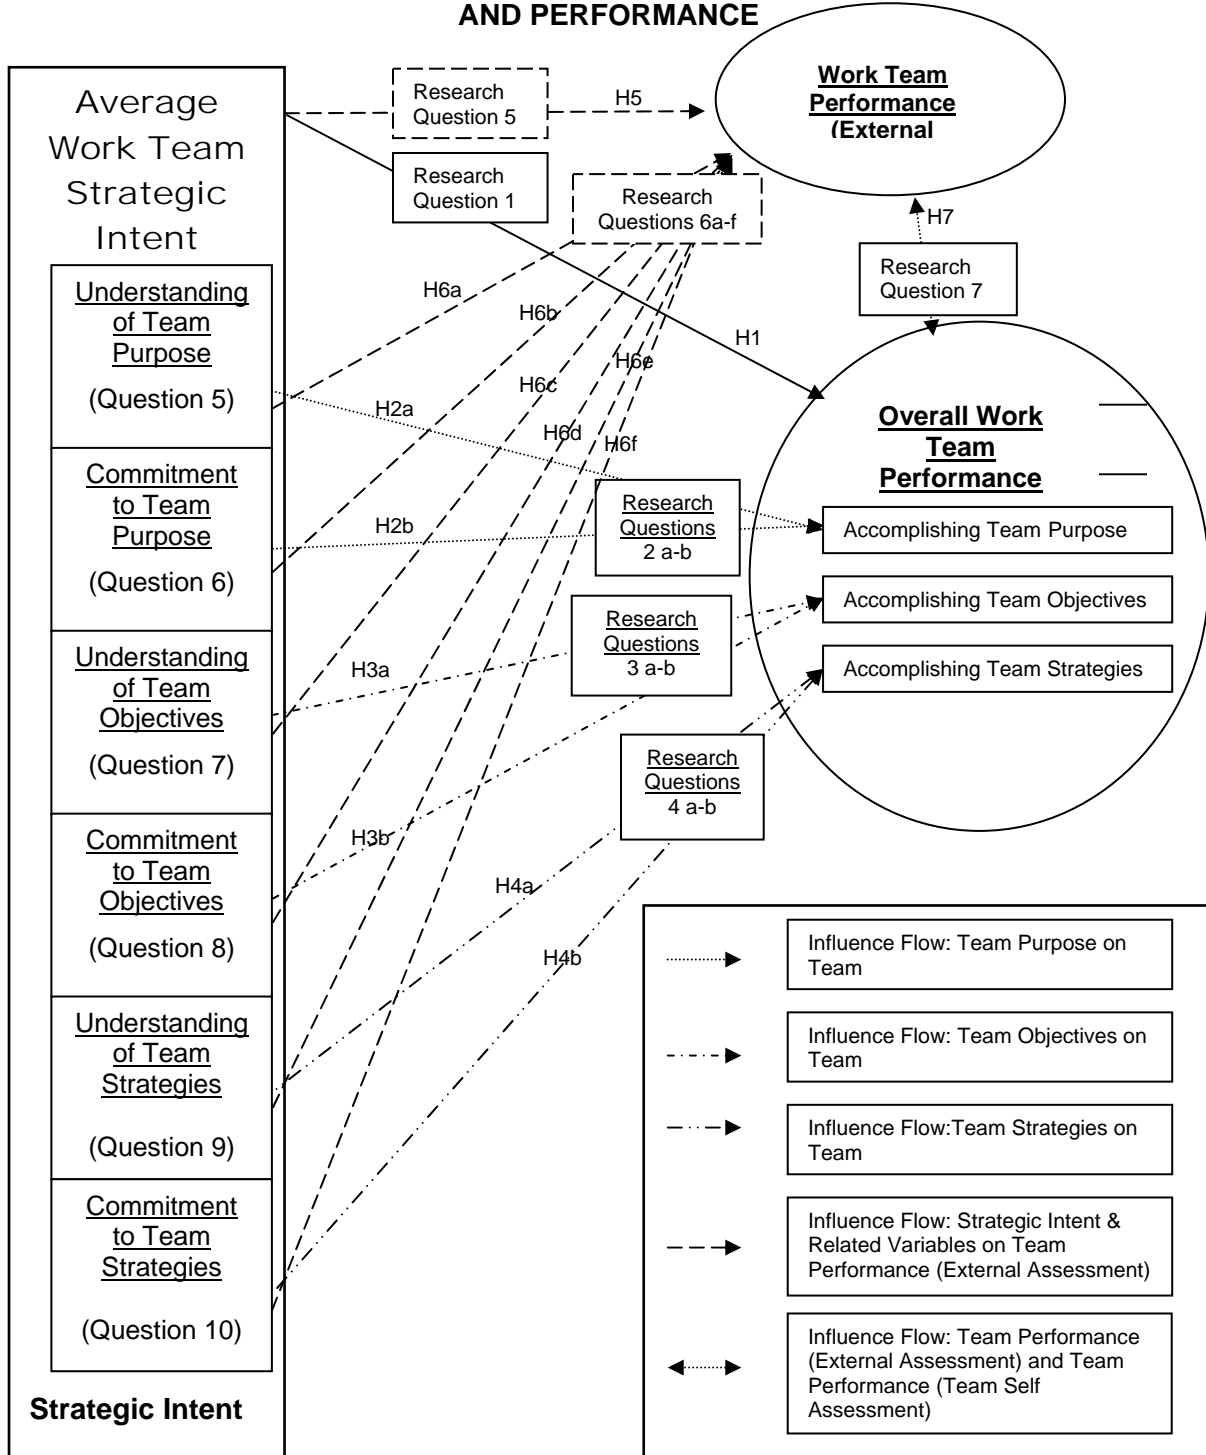 AND PERFORMANCE
Average
Work Team
Strategic
Intent
Understanding
of Team
Purpose
(Question 5)
Commitment
to Team
Purpose
(Question 6)
Understanding
of Team
Objectives
(Question 7)
Commitment
to Team
Objectives
(Question 8)
Understanding
of Team
Strategies
(Question 9)
Commitment
to Team
Strategies
(Question 10)
Strategic Intent
Research
Question 5
H5
Research
Question 1
H1
Research
Questions 6a-f
H6a
H6b
H6c
H6d
H6e
H6f
H2a
H2b
Research
Questions
2 a-b
H3a
H3b
Research
Questions
3 a-b
H4a
H4b
Research
Questions
4 a-b
Work Team
Performance
(External
H7
Research
Question 7
Overall Work
Team
Performance
Accomplishing Team Purpose
Accomplishing Team Objectives
Accomplishing Team Strategies
Influence Flow: Team Purpose on
Team
Influence Flow: Team Objectives on
Team
Influence Flow:Team Strategies on
Team
Influence Flow: Strategic Intent &
Related Variables on Team
Performance (External Assessment)
Influence Flow: Team Performance
(External Assessment) and Team
Performance (Team Self
Assessment)